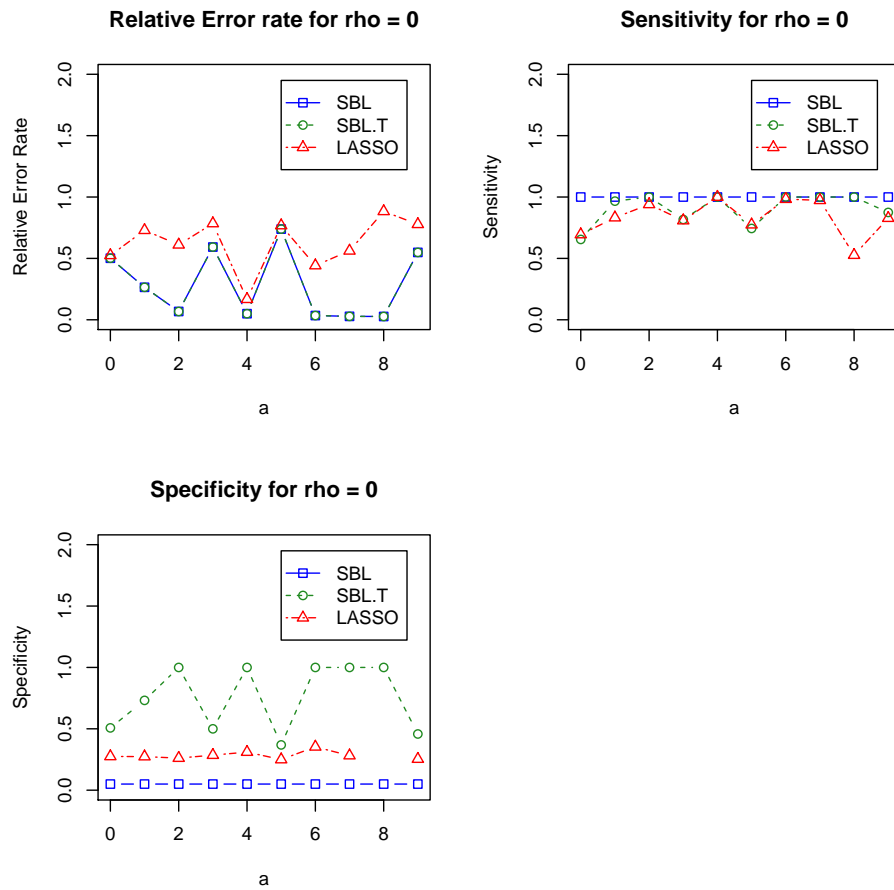 Relative Error rate for rho = 0
Relative Error Rate
2.0
1.5
1.0
0.5
0.0
SBL
SBL.T
LASSO
0 2 4 6 8
a
Sensitivity for rho = 0
Sensitivity
2.0
1.5
1.0
0.5
0.0
SBL
SBL.T
LASSO
0 2 4 6 8
a
Specificity for rho = 0
Specificity
2.0
1.5
1.0
0.5
0.0
SBL
SBL.T
LASSO
0 2 4 6 8
a